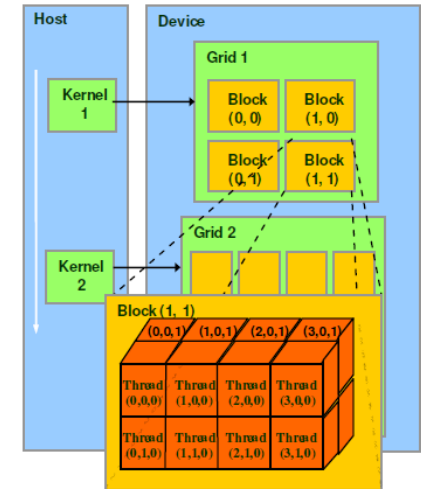 Host
Device
Grid 1
Kernel
1
Block
(0, 0)
Block
(1, 0)
Block
(0, 1)
Block
(1, 1)
Grid 2
Kernel
2
Block (1, 1)
(0,0,1) (1,0,1) (2,0,1) (3,0,1)
Thread
(0,0,0)
Thread
(1,0,0)
Thread
(2,0,0)
Thread
(3,0,0)
Thread
(0,1,0)
Thread
(1,1,0)
Thread
(2,1,0)
Thread
(3,1,0)